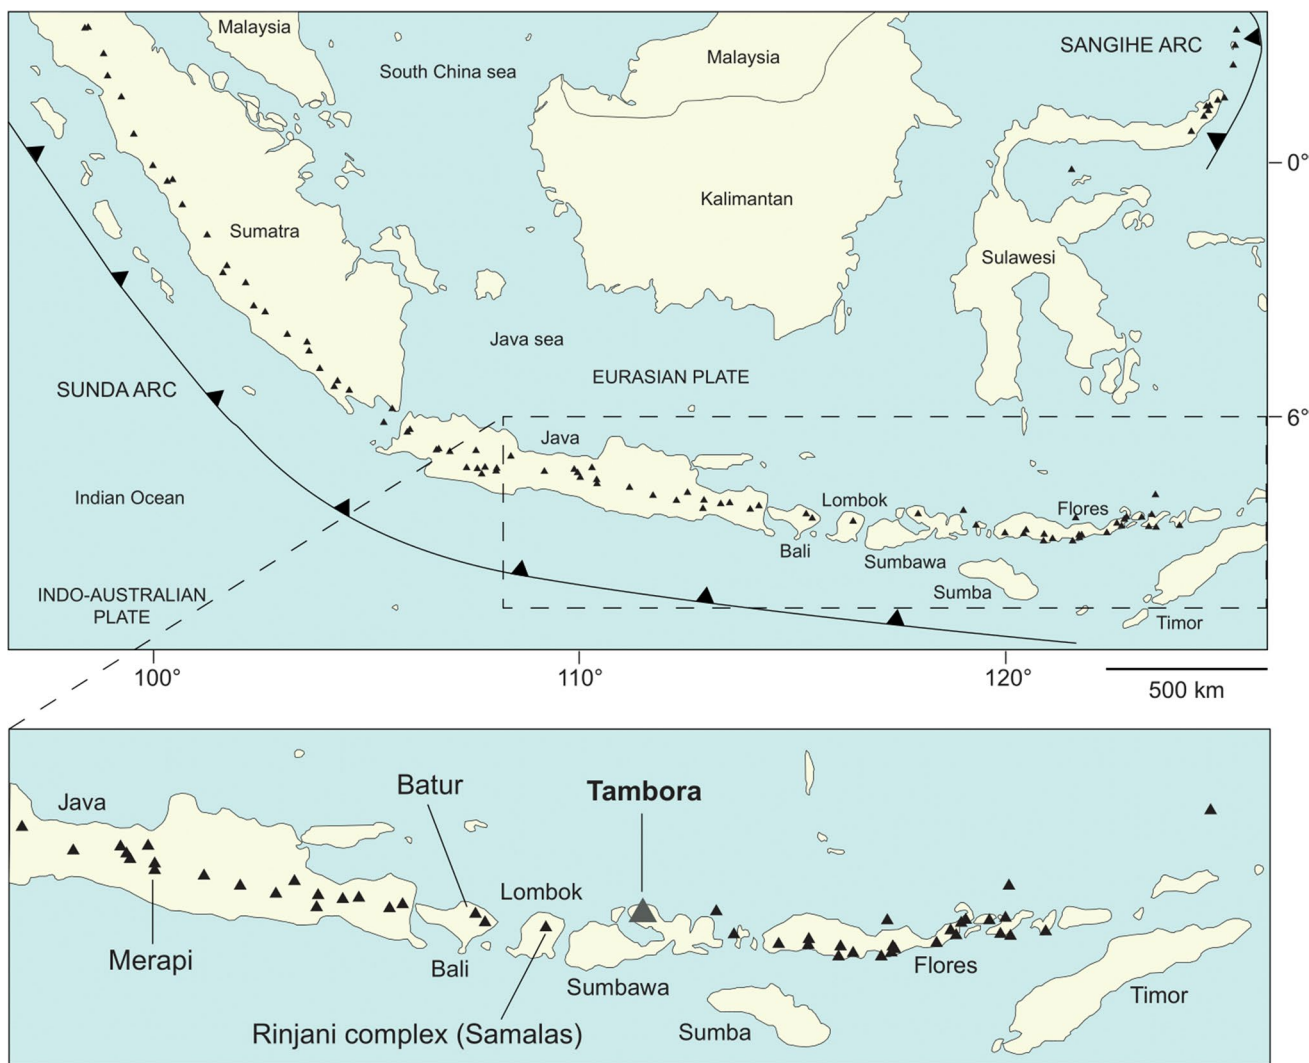 Malaysia
South China sea
Malaysia
SANGIHE ARC
0°
Kalimantan
Sumatra
Sulawesi
Java sea
EURASIAN PLATE
SUNDA ARC
6°
Java
Indian Ocean
Lombok
Flores
Bali
Sumbawa
Sumba
INDO-AUSTRALIAN
PLATE
Timor
100°
110°
120°
500 km
Batur
Tambora
Java
Lombok
Merapi
Bali
Sumbawa
Flores
Timor
Rinjani complex (Samalas)
Sumba